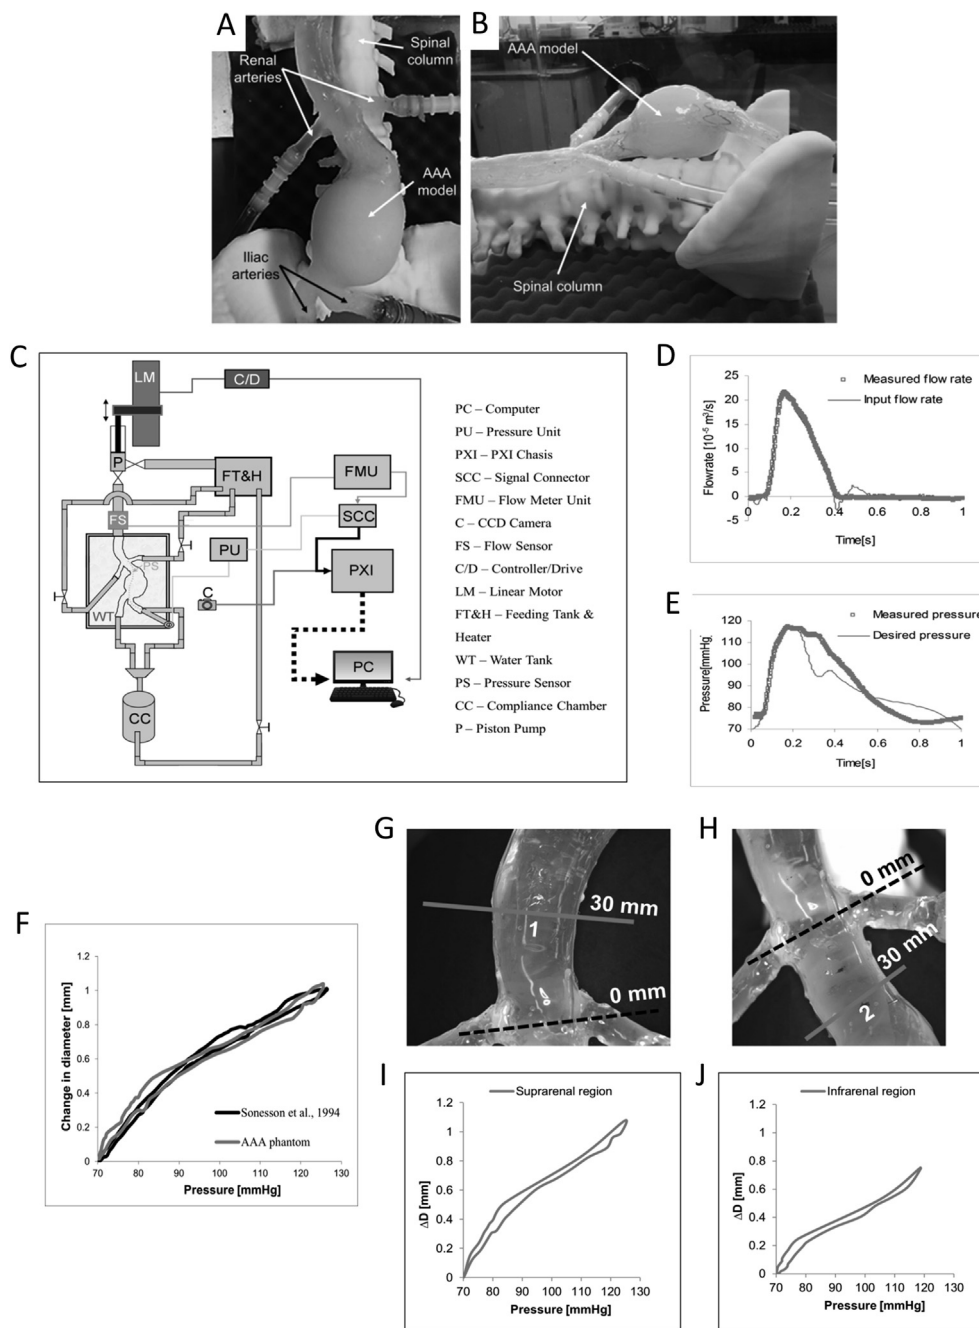 A
Spinal
column
Renal
arteries
AAA
model
Iliac
arteries
B
AAA model
Spinal column
C
LM
C/D
P
FT&H
FMU
FS
SCC
PU
PS
PXI
C
WT
PC
CC
PC – Computer
PU – Pressure Unit
PXI – PXI Chasis
SCC – Signal Connector
FMU – Flow Meter Unit
C – CCD Camera
FS – Flow Sensor
C/D – Controller/Drive
LM – Linear Motor
FT&H – Feeding Tank &
Heater
WT – Water Tank
PS – Pressure Sensor
CC – Compliance Chamber
P – Piston Pump
D
Measured flow rate
Input flow rate
Flowrate [10⁻⁵ m³/s]
25
20
15
10
5
0
-5
0 0.2 0.4 0.6 0.8 1
Time[s]
E
Measured pressure
Desired pressure
Pressure[mmHg]
120
110
100
90
80
70
0 0.2 0.4 0.6 0.8 1
Time[s]
F
Change in diameter [mm]
1.2
1
0.8
0.6
0.4
0.2
0
Sonesson et al., 1994
AAA phantom
70 80 90 100 110 120 130
Pressure [mmHg]
G
30 mm
1
0 mm
H
0 mm
30 mm
2
I
Suprarenal region
ΔD [mm]
1.2
1
0.8
0.6
0.4
0.2
0
70 80 90 100 110 120 130
Pressure [mmHg]
J
Infrarenal region
ΔD [mm]
1.2
1
0.8
0.6
0.4
0.2
0
70 80 90 100 110 120 130
Pressure [mmHg]